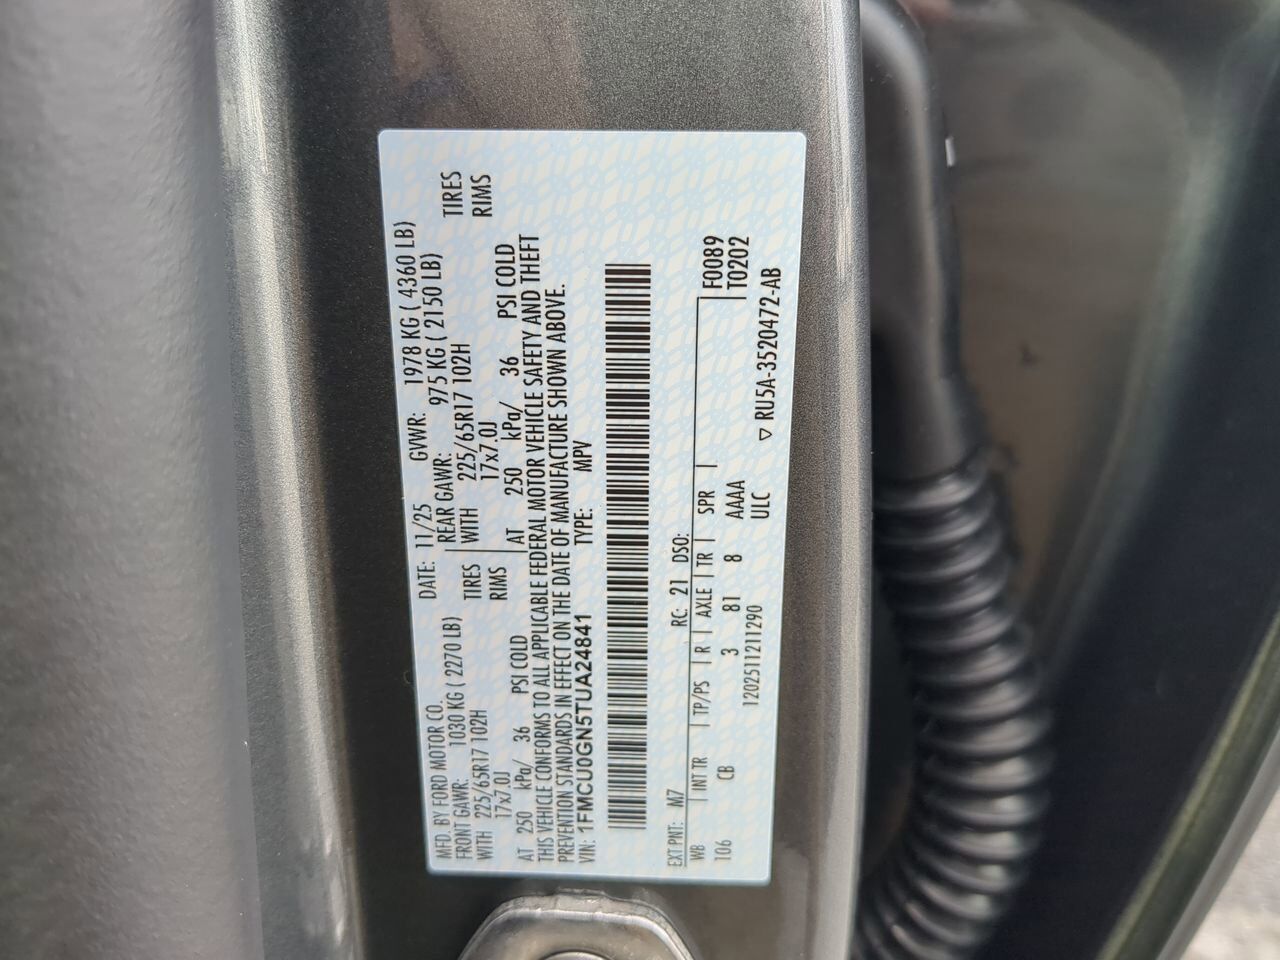 MFD. BY FORD MOTOR CO. DATE: 11/25 GVWR: 1978 KG ( 4360 LB)
FRONT GAWR: 1030 KG ( 2270 LB) REAR GAWR: 975 KG ( 2150 LB)
WITH 225/65R17 102H TIRES WITH 225/65R17 102H TIRES
17x7.0J RIMS 17x7.0J RIMS
AT 250 kPa/ 36 PSI COLD AT 250 kPa/ 36 PSI COLD
THIS VEHICLE CONFORMS TO ALL APPLICABLE FEDERAL MOTOR VEHICLE SAFETY AND THEFT
PREVENTION STANDARDS IN EFFECT ON THE DATE OF MANUFACTURE SHOWN ABOVE.
VIN: 1FMCU0GN5TUA24841 TYPE: MPV
EXT PNT: M7 RC: 21 DSO: F0089
WB INT TR TP/PS R AXLE TR SPR T0202
106 CB 3 81 8 AAAA
1202511211290 ULC
▽ RU5A-3520472-AB